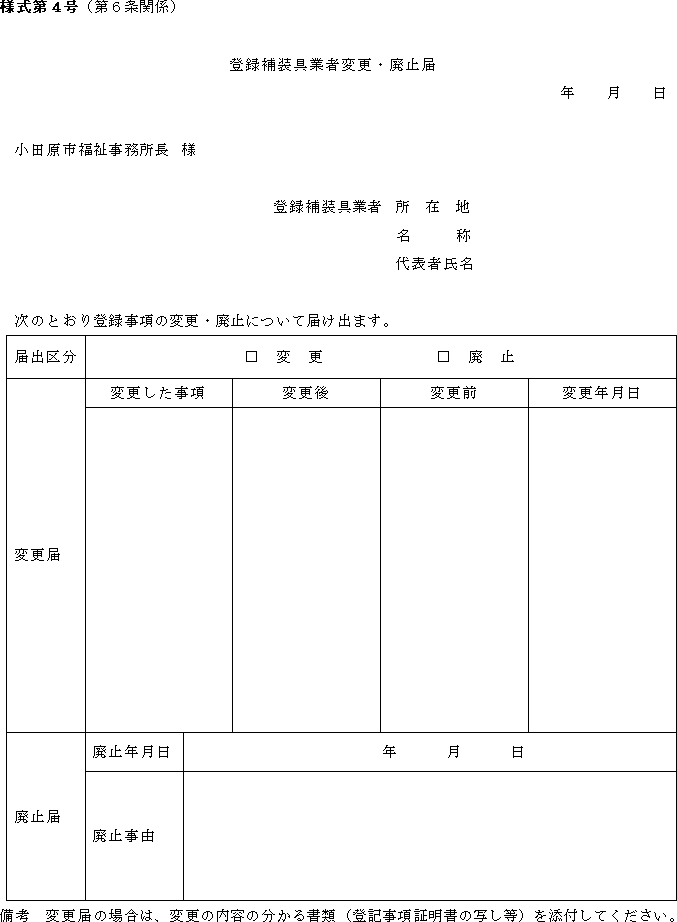 様式第４号（第６条関係）
登録補装具業者変更・廃止届
年　　月　　日
小田原市福祉事務所長　様
登録補装具業者　所　在　地
名　　　称
代表者氏名
次のとおり登録事項の変更・廃止について届け出ます。
届出区分　□　変　更　□　廃　止
変更した事項　変更後　変更前　変更年月日
変更届
廃止年月日　年　　　月　　　日
廃止届
廃止事由
備考　変更届の場合は、変更の内容の分かる書類（登記事項証明書の写し等）を添付してください。